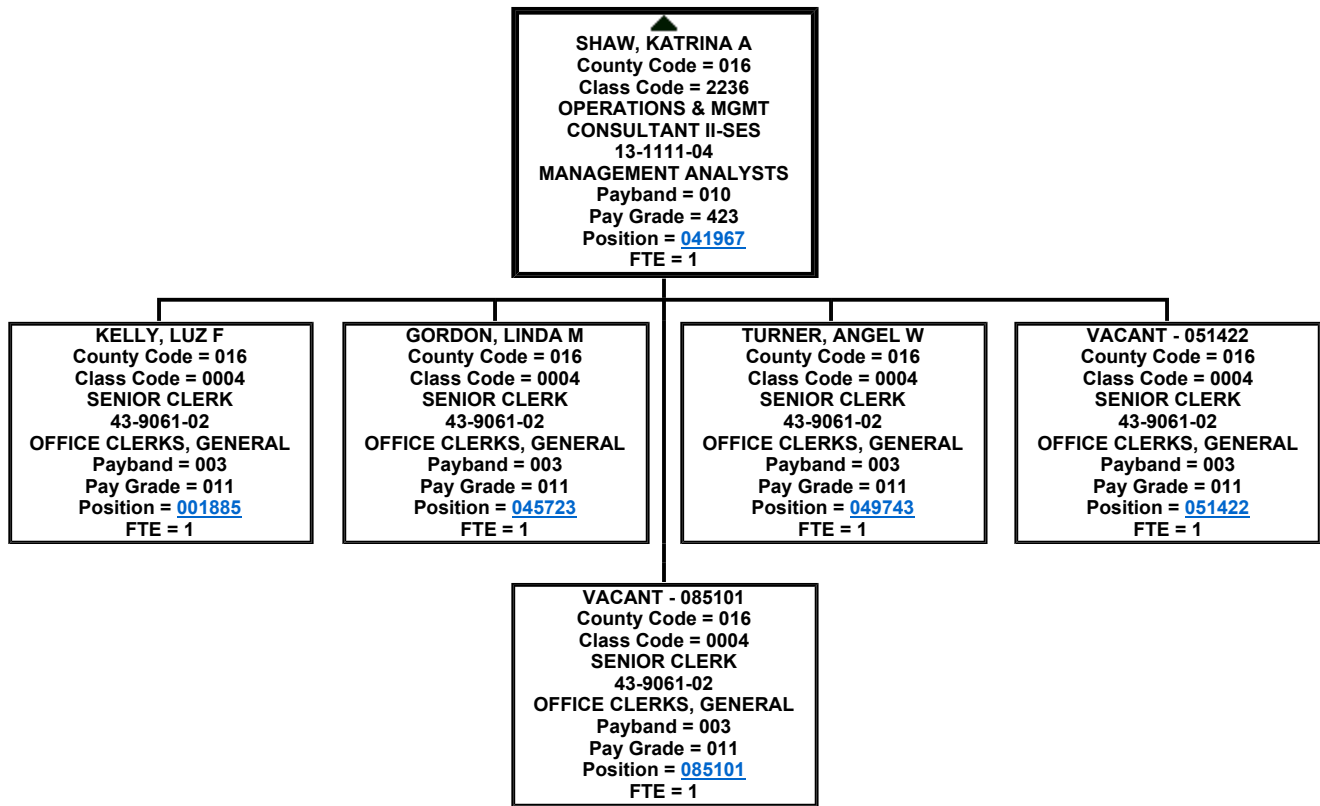 SHAW, KATRINA A
County Code = 016
Class Code = 2236
OPERATIONS & MGMT
CONSULTANT II-SES
13-1111-04
MANAGEMENT ANALYSTS
Payband = 010
Pay Grade = 423
Position = 041967
FTE = 1
KELLY, LUZ F
County Code = 016
Class Code = 0004
SENIOR CLERK
43-9061-02
OFFICE CLERKS, GENERAL
Payband = 003
Pay Grade = 011
Position = 001885
FTE = 1
GORDON, LINDA M
County Code = 016
Class Code = 0004
SENIOR CLERK
43-9061-02
OFFICE CLERKS, GENERAL
Payband = 003
Pay Grade = 011
Position = 045723
FTE = 1
TURNER, ANGEL W
County Code = 016
Class Code = 0004
SENIOR CLERK
43-9061-02
OFFICE CLERKS, GENERAL
Payband = 003
Pay Grade = 011
Position = 049743
FTE = 1
VACANT - 051422
County Code = 016
Class Code = 0004
SENIOR CLERK
43-9061-02
OFFICE CLERKS, GENERAL
Payband = 003
Pay Grade = 011
Position = 051422
FTE = 1
VACANT - 085101
County Code = 016
Class Code = 0004
SENIOR CLERK
43-9061-02
OFFICE CLERKS, GENERAL
Payband = 003
Pay Grade = 011
Position = 085101
FTE = 1